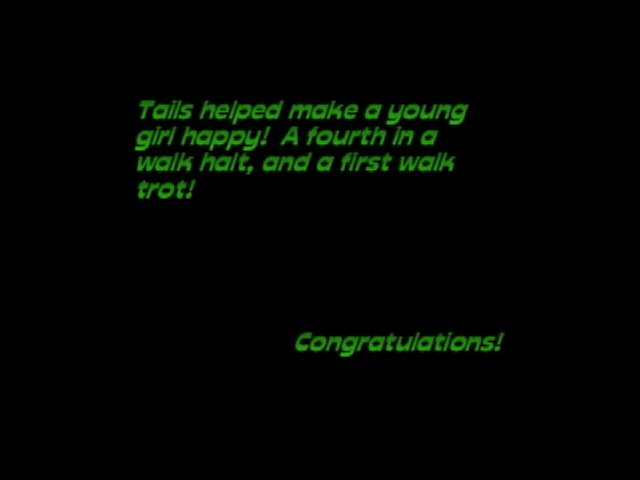 Tails helped make a young
girl happy! A fourth in a
walk halt, and a first walk
trot!
Congratulations!